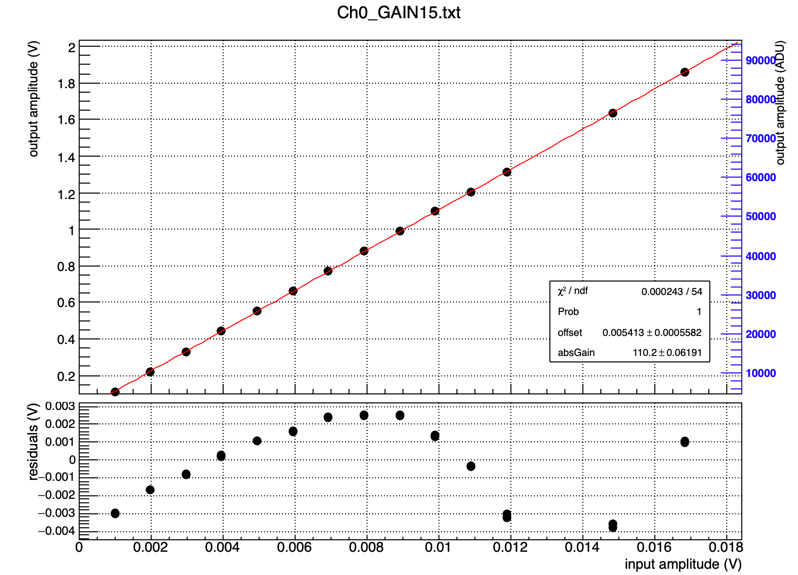 Ch0_GAIN15.txt
output amplitude (V)
2
1.8
1.6
1.4
1.2
1
0.8
0.6
0.4
0.2
output amplitude (ADU)
90000
80000
70000
60000
50000
40000
30000
20000
10000
χ² / ndf 0.000243 / 54
Prob 1
offset 0.005413 ± 0.0005582
absGain 110.2 ± 0.06191
residuals (V)
0.003
0.002
0.001
0
−0.001
−0.002
−0.003
−0.004
0 0.002 0.004 0.006 0.008 0.01 0.012 0.014 0.016 0.018
input amplitude (V)